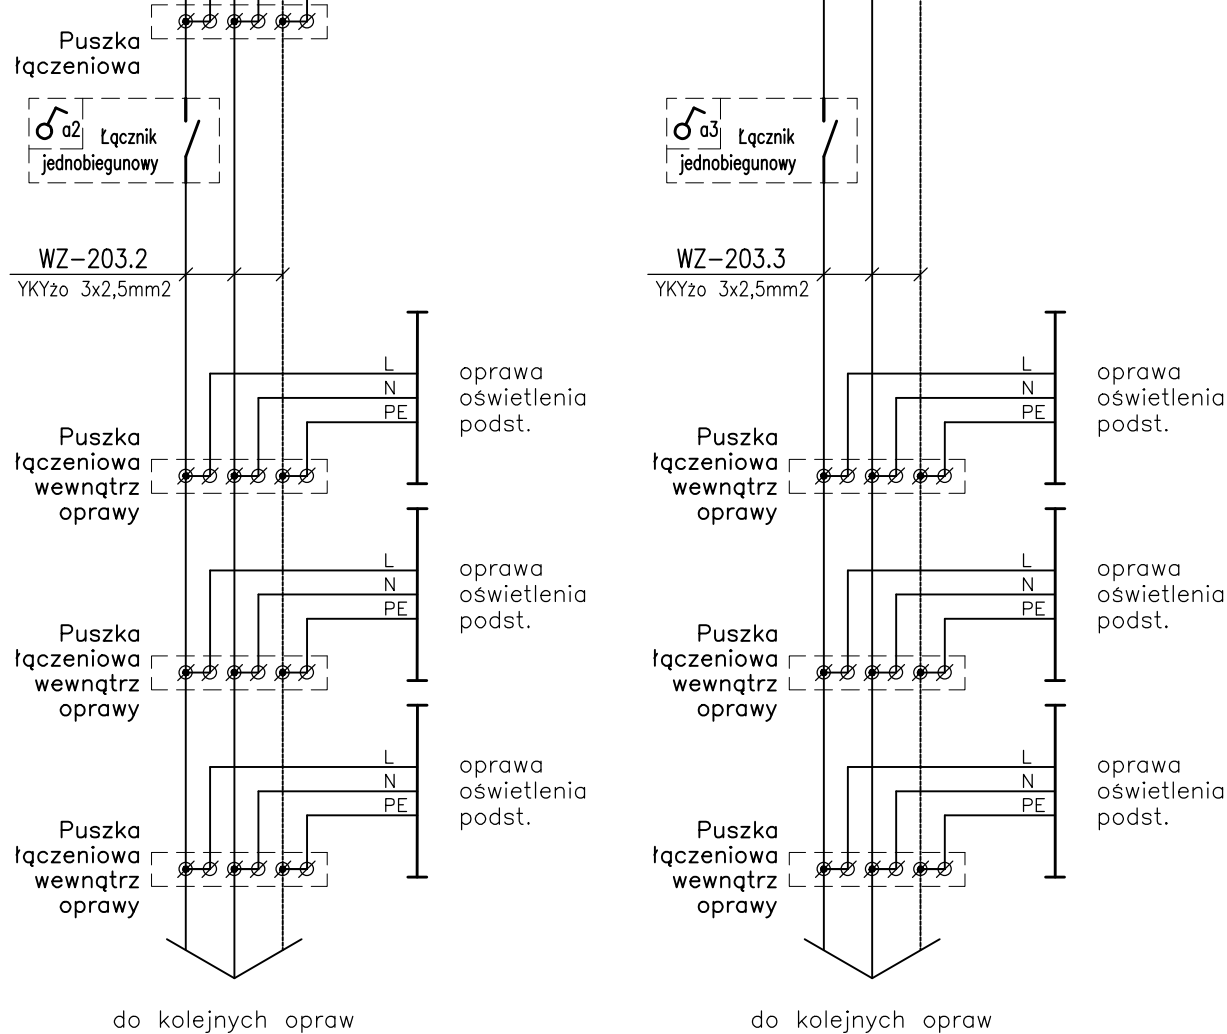 Puszka
łączeniowa
a2
Łącznik
jednobiegunowy
WZ-203.2
YKYżo 3x2,5mm2
L
N
PE
oprawa
oświetlenia
podst.
Puszka
łączeniowa
wewnątrz
oprawy
L
N
PE
oprawa
oświetlenia
podst.
Puszka
łączeniowa
wewnątrz
oprawy
L
N
PE
oprawa
oświetlenia
podst.
Puszka
łączeniowa
wewnątrz
oprawy
do kolejnych opraw
a3
Łącznik
jednobiegunowy
WZ-203.3
YKYżo 3x2,5mm2
L
N
PE
oprawa
oświetlenia
podst.
Puszka
łączeniowa
wewnątrz
oprawy
L
N
PE
oprawa
oświetlenia
podst.
Puszka
łączeniowa
wewnątrz
oprawy
L
N
PE
oprawa
oświetlenia
podst.
Puszka
łączeniowa
wewnątrz
oprawy
do kolejnych opraw